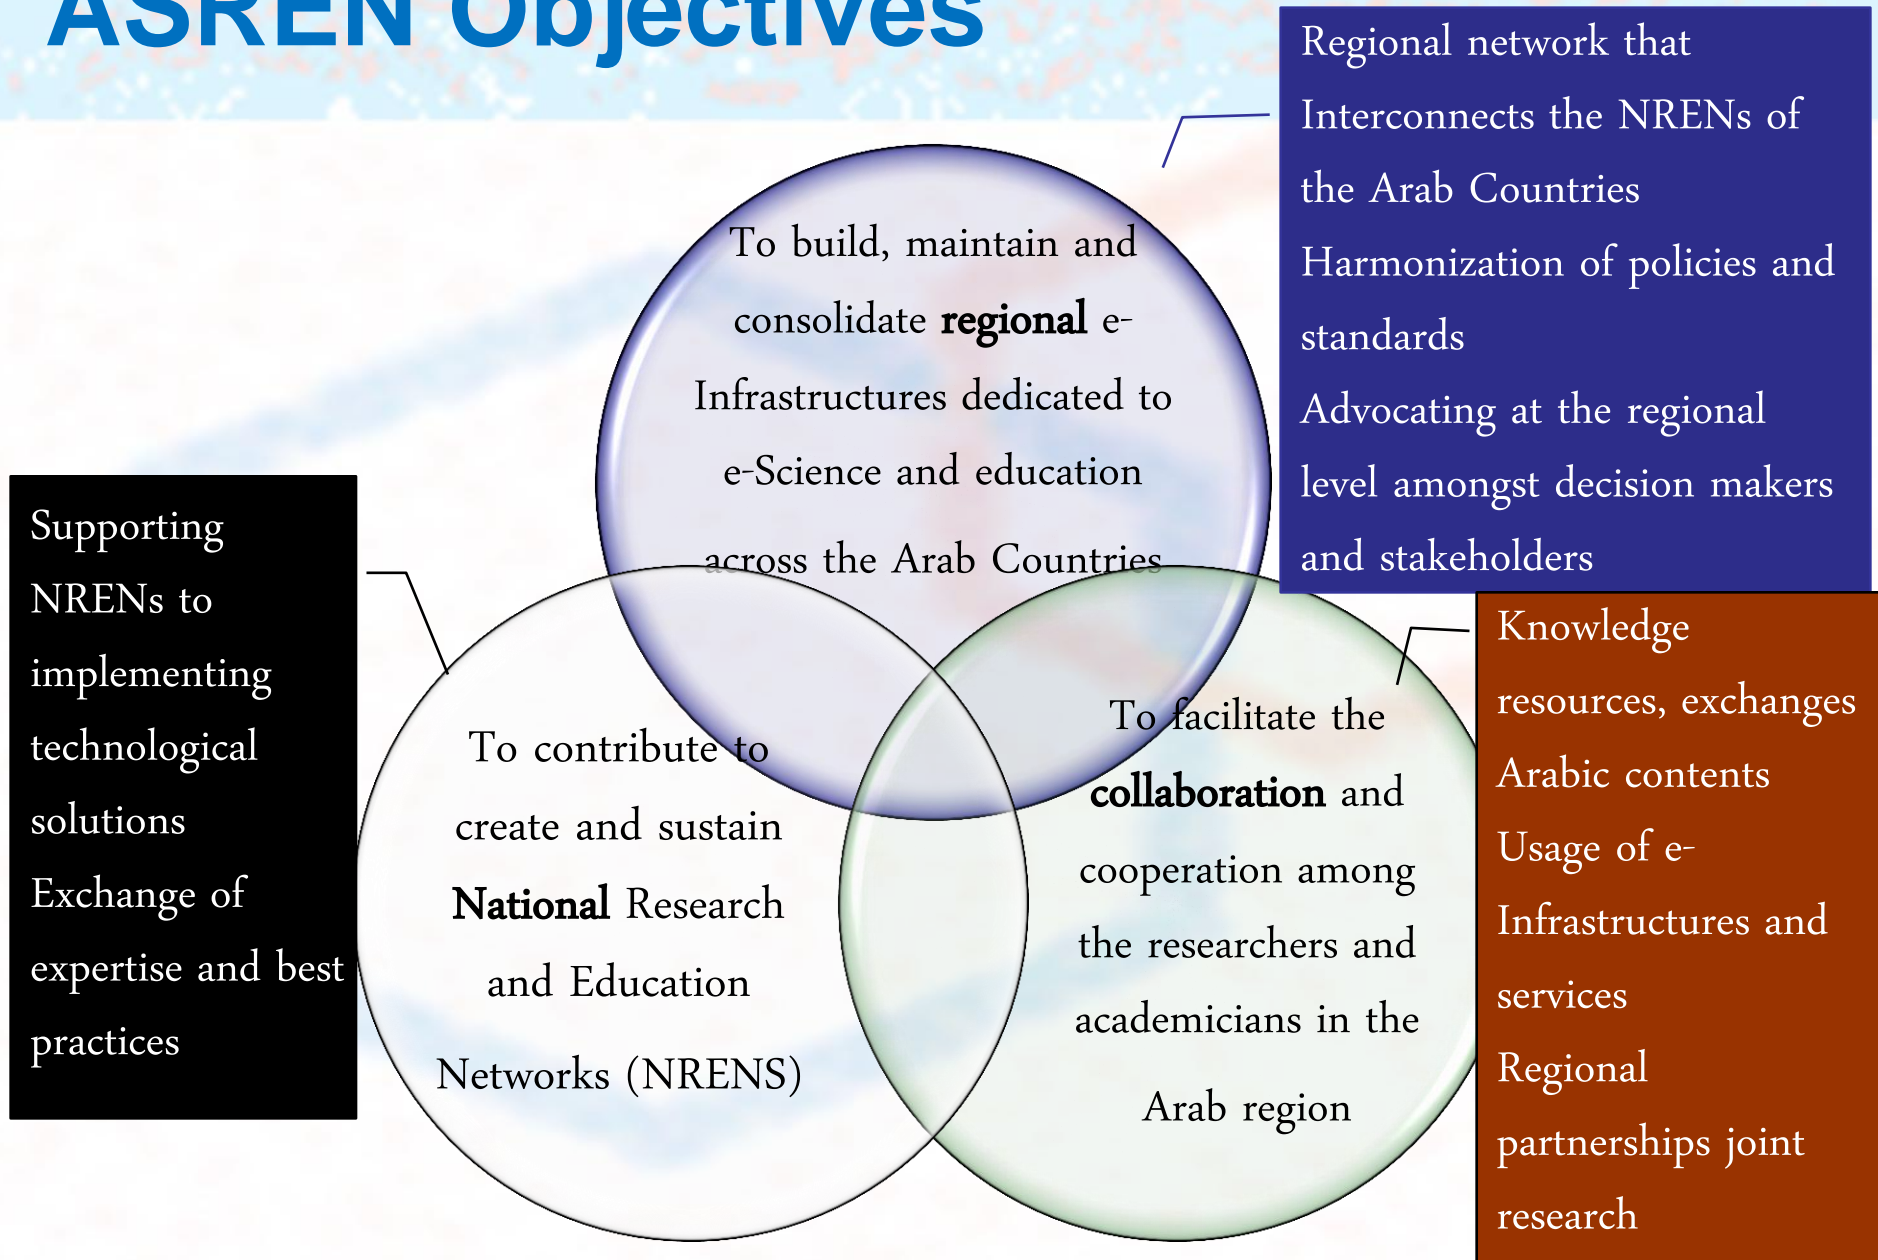 ASREN Objectives
Regional network that
Interconnects the NRENs of
the Arab Countries
Harmonization of policies and
standards
Advocating at the regional
level amongst decision makers
and stakeholders
To build, maintain and
consolidate regional e-
Infrastructures dedicated to
e-Science and education
across the Arab Countries
Supporting
NRENs to
implementing
technological
solutions
Exchange of
expertise and best
practices
To contribute to
create and sustain
National Research
and Education
Networks (NRENS)
To facilitate the
collaboration and
cooperation among
the researchers and
academicians in the
Arab region
Knowledge
resources, exchanges
Arabic contents
Usage of e-
Infrastructures and
services
Regional
partnerships joint
research